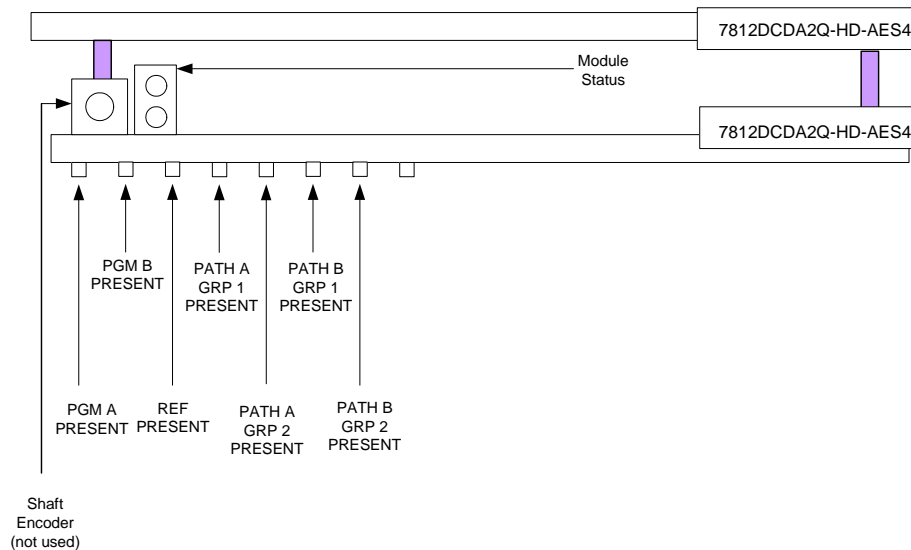 7812DCDA2Q-HD-AES4
Module
Status
7812DCDA2Q-HD-AES4
PGM B
PRESENT
PATH A
GRP 1
PRESENT
PATH B
GRP 1
PRESENT
PGM A
PRESENT
REF
PRESENT
PATH A
GRP 2
PRESENT
PATH B
GRP 2
PRESENT
Shaft
Encoder
(not used)